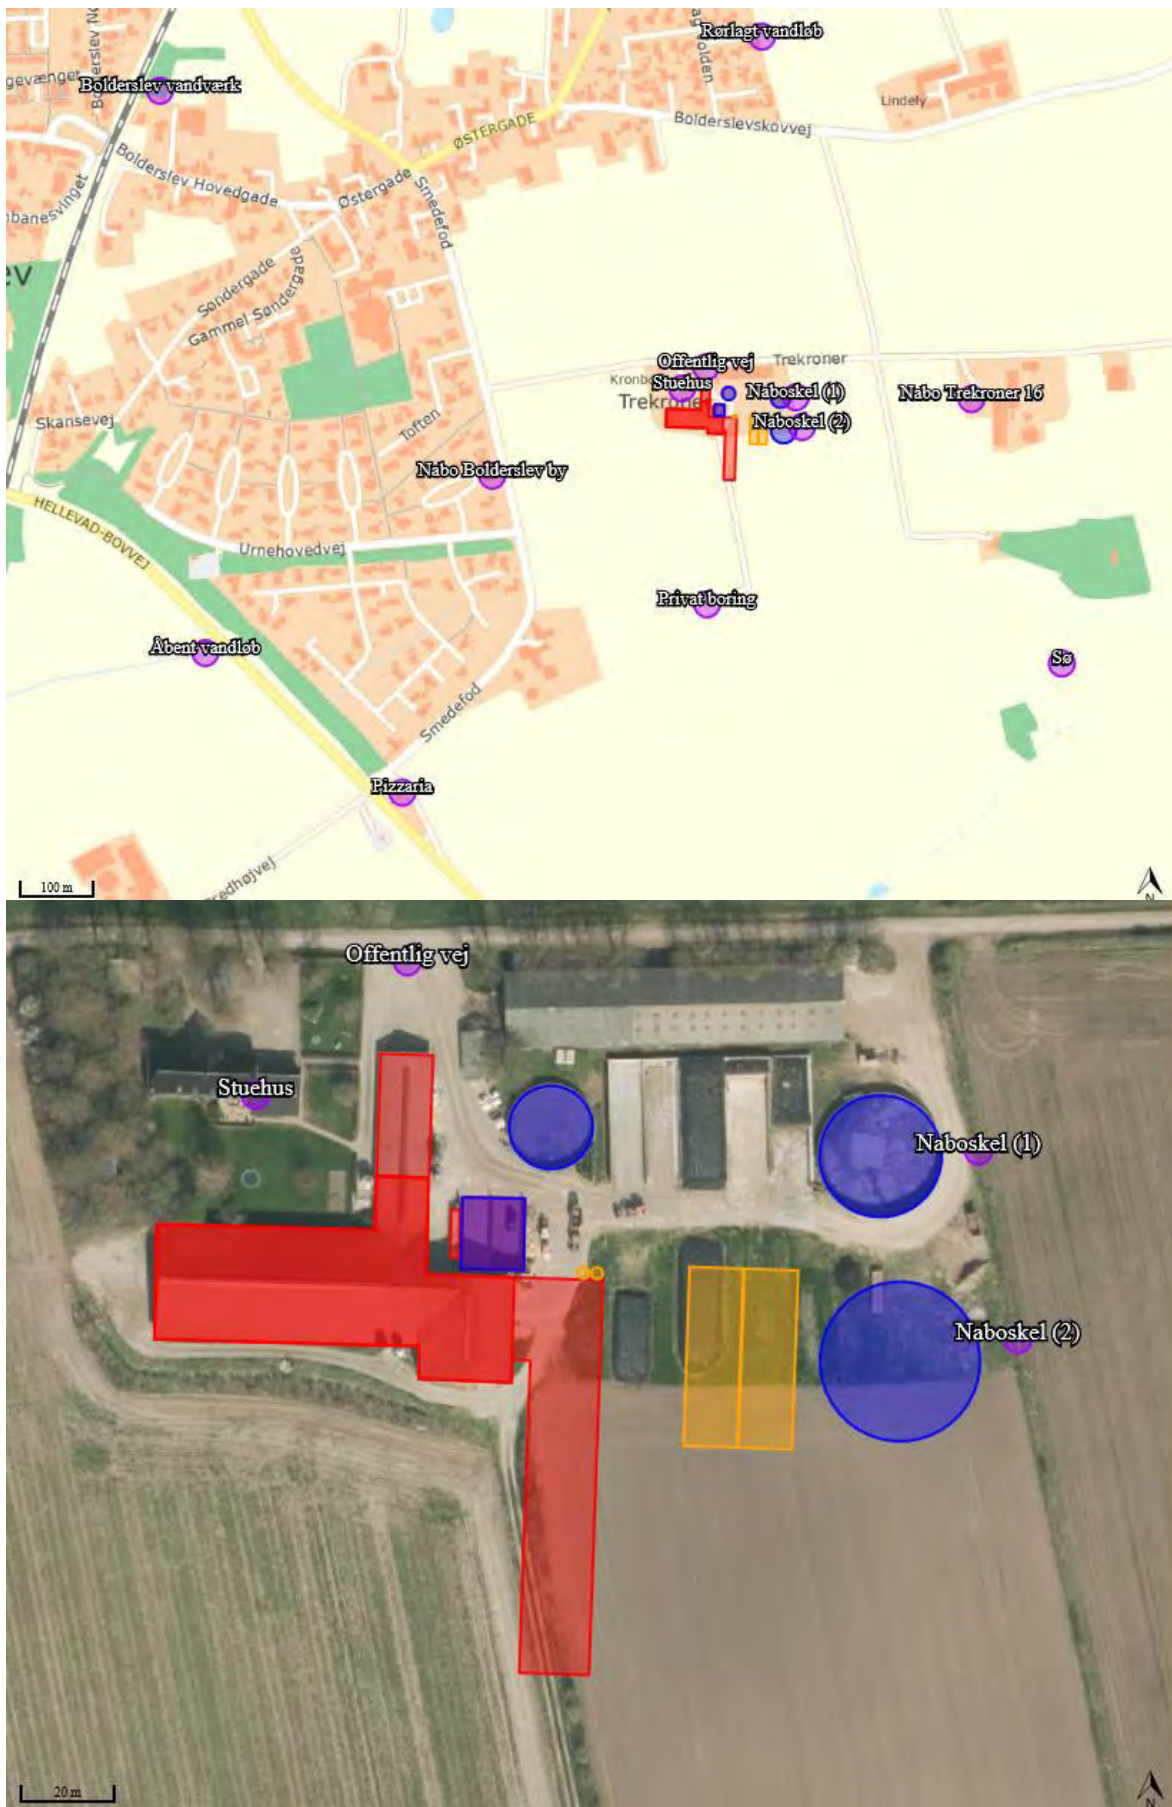 Rørlagt vandløb
Bolderslev vandværk
Lindely
ØSTERGADE
Bolderslevskovvej
Bolderslev Hovedgade
Østergade
Smedefod
Søndergade
Gammel Søndergade
Offentlig vej
Trekroner
Stuehus
Naboskel (1)
Nabo Trekroner 16
Skansevej
Toften
Naboskel (2)
Nabo Bolderslev by
HELLEVAD-BOVVEJ
Urnehovedvej
Privat boring
Åbent vandløb
Sø
Smedefod
Pizzaria
100 m
N
Offentlig vej
Stuehus
Naboskel (1)
Naboskel (2)
20 m
N